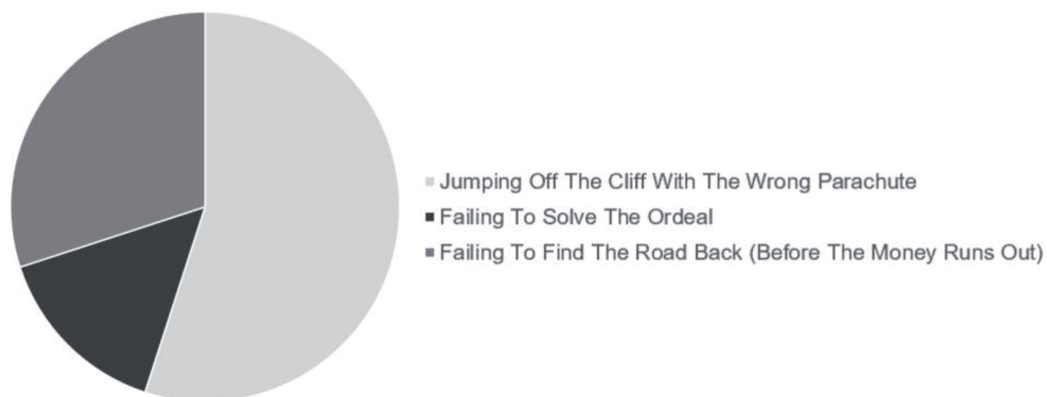 Jumping Off The Cliff With The Wrong Parachute
Failing To Solve The Ordeal
Failing To Find The Road Back (Before The Money Runs Out)